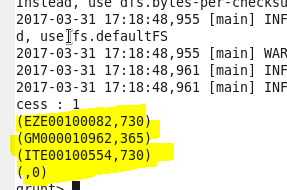 Instead, use dfs.bytes-per-checksu
2017-03-31 17:18:48,955 [main] INF
d, use fs.defaultFS
2017-03-31 17:18:48,955 [main] WAR
2017-03-31 17:18:48,961 [main] INF
2017-03-31 17:18:48,961 [main] INF
cess : 1
(EZE00100082,730)
(GM000010962,365)
(ITE00100554,730)
(,0)
grunt>